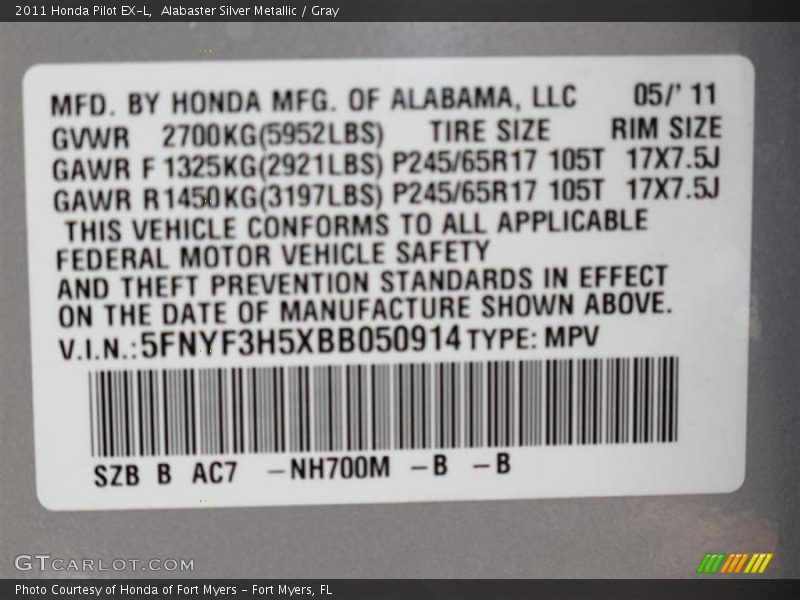 2011 Honda Pilot EX-L,  Alabaster Silver Metallic / Gray
MFD. BY HONDA MFG. OF ALABAMA, LLC 05/' 11
GVWR 2700KG(5952LBS) TIRE SIZE RIM SIZE
GAWR F 1325KG(2921LBS) P245/65R17 105T 17X7.5J
GAWR R1450KG(3197LBS) P245/65R17 105T 17X7.5J
THIS VEHICLE CONFORMS TO ALL APPLICABLE
FEDERAL MOTOR VEHICLE SAFETY
AND THEFT PREVENTION STANDARDS IN EFFECT
ON THE DATE OF MANUFACTURE SHOWN ABOVE.
V.I.N.:5FNYF3H5XBB050914 TYPE: MPV
SZB B AC7 -NH700M -B -B
GTCARLOT.COM
Photo Courtesy of Honda of Fort Myers - Fort Myers, FL